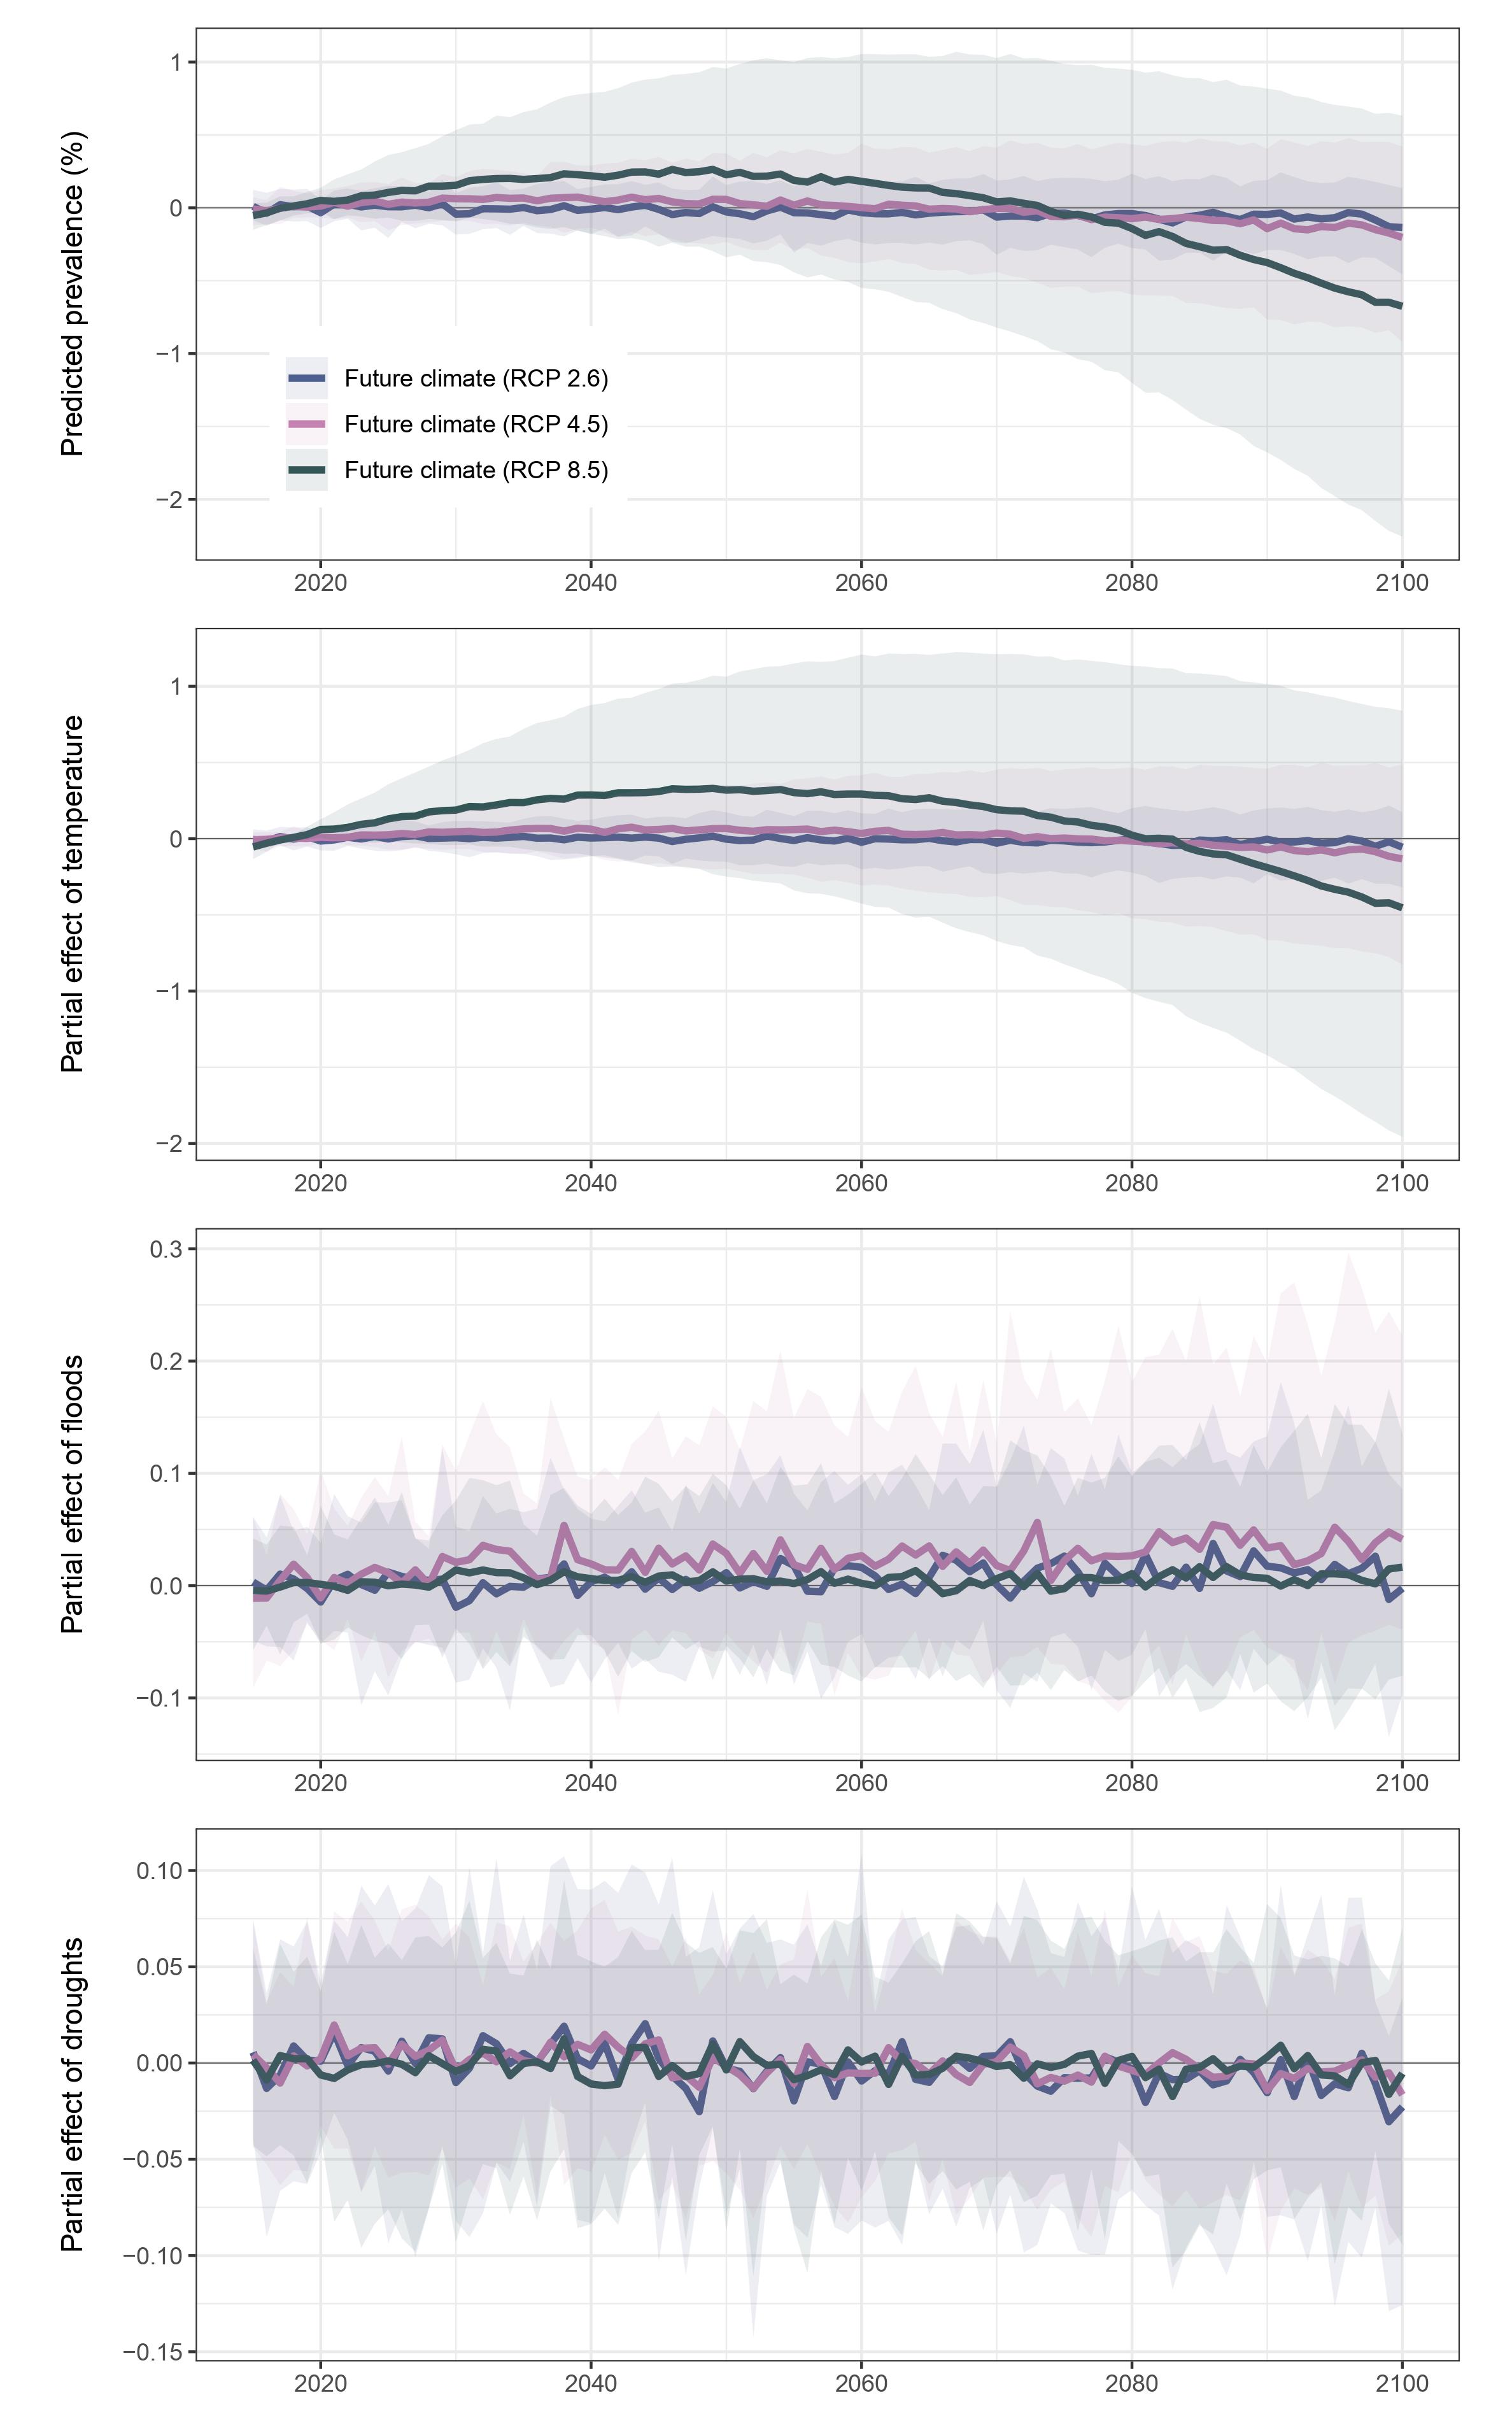 Predicted prevalence (%)
1
0
−1
−2
Future climate (RCP 2.6)
Future climate (RCP 4.5)
Future climate (RCP 8.5)
2020 2040 2060 2080 2100
Partial effect of temperature
1
0
−1
−2
2020 2040 2060 2080 2100
Partial effect of floods
0.3
0.2
0.1
0.0
−0.1
2020 2040 2060 2080 2100
Partial effect of droughts
0.10
0.05
0.00
−0.05
−0.10
−0.15
2020 2040 2060 2080 2100